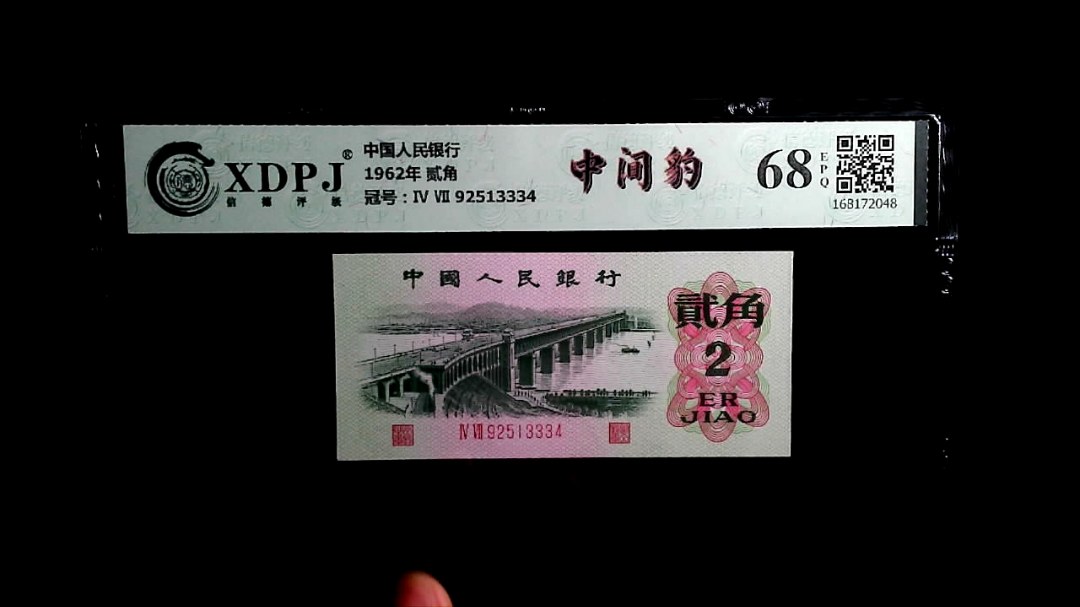 XDPJ®
信德评级
中国人民银行
1962年 贰角
冠号：Ⅳ Ⅶ 92513334
中间豹
68
EPQ
168172048
中國人民銀行
貳角
2
ER
JIAO
Ⅳ Ⅶ 92513334